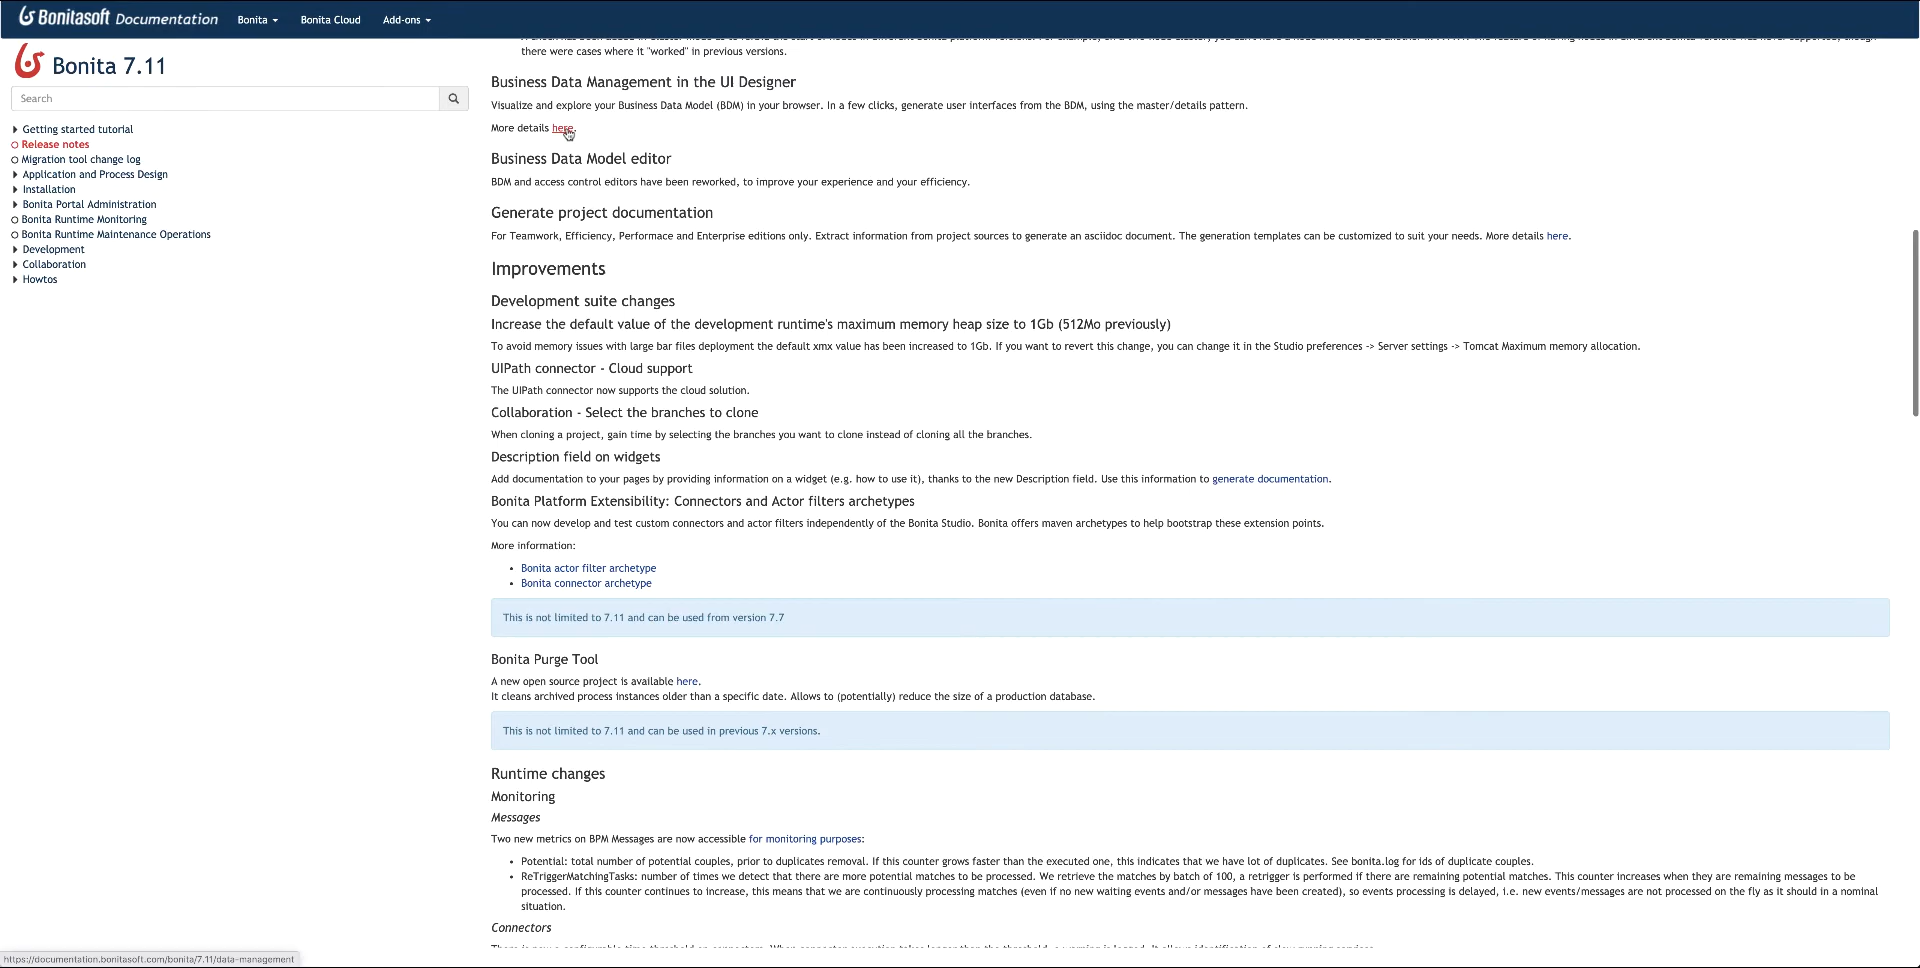 Bonitasoft Documentation
Bonita
Bonita Cloud
Add-ons
Bonita 7.11
Search
Getting started tutorial
Release notes
Migration tool change log
Application and Process Design
Installation
Bonita Portal Administration
Bonita Runtime Monitoring
Bonita Runtime Maintenance Operations
Development
Collaboration
Howtos
there were cases where it "worked" in previous versions.
Business Data Management in the UI Designer
Visualize and explore your Business Data Model (BDM) in your browser. In a few clicks, generate user interfaces from the BDM, using the master/details pattern.
More details here.
Business Data Model editor
BDM and access control editors have been reworked, to improve your experience and your efficiency.
Generate project documentation
For Teamwork, Efficiency, Performace and Enterprise editions only. Extract information from project sources to generate an asciidoc document. The generation templates can be customized to suit your needs. More details here.
Improvements
Development suite changes
Increase the default value of the development runtime's maximum memory heap size to 1Gb (512Mo previously)
To avoid memory issues with large bar files deployment the default xmx value has been increased to 1Gb. If you want to revert this change, you can change it in the Studio preferences -> Server settings -> Tomcat Maximum memory allocation.
UIPath connector - Cloud support
The UIPath connector now supports the cloud solution.
Collaboration - Select the branches to clone
When cloning a project, gain time by selecting the branches you want to clone instead of cloning all the branches.
Description field on widgets
Add documentation to your pages by providing information on a widget (e.g. how to use it), thanks to the new Description field. Use this information to generate documentation.
Bonita Platform Extensibility: Connectors and Actor filters archetypes
You can now develop and test custom connectors and actor filters independently of the Bonita Studio. Bonita offers maven archetypes to help bootstrap these extension points.
More information:
• Bonita actor filter archetype
• Bonita connector archetype
This is not limited to 7.11 and can be used from version 7.7
Bonita Purge Tool
A new open source project is available here.
It cleans archived process instances older than a specific date. Allows to (potentially) reduce the size of a production database.
This is not limited to 7.11 and can be used in previous 7.x versions.
Runtime changes
Monitoring
Messages
Two new metrics on BPM Messages are now accessible for monitoring purposes:
• Potential: total number of potential couples, prior to duplicates removal. If this counter grows faster than the executed one, this indicates that we have lot of duplicates. See bonita.log for ids of duplicate couples.
• ReTriggerMatchingTasks: number of times we detect that there are more potential matches to be processed. We retrieve the matches by batch of 100, a retrigger is performed if there are remaining potential matches. This counter increases when they are remaining messages to be
processed. If this counter continues to increase, this means that we are continuously processing matches (even if no new waiting events and/or messages have been created), so events processing is delayed, i.e. new events/messages are not processed on the fly as it should in a nominal
situation.
Connectors
https://documentation.bonitasoft.com/bonita/7.11/data-management